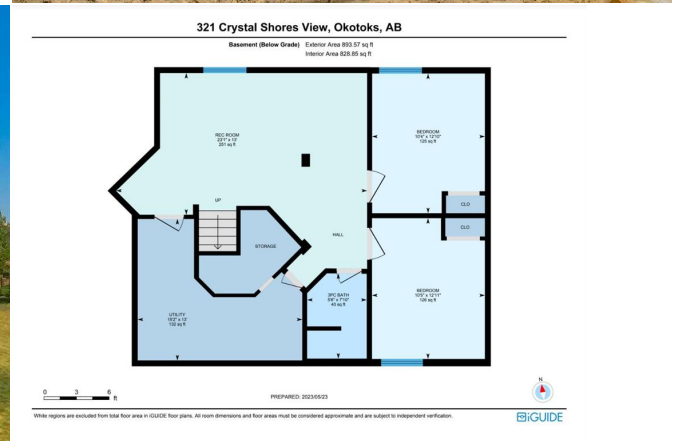 321 Crystal Shores View, Okotoks, AB
Basement (Below Grade) Exterior Area 893.57 sq ft
Interior Area 828.85 sq ft
REC ROOM
23'1" x 13'
251 sq ft
BEDROOM
10'4" x 12'10"
125 sq ft
CLO
UP
CLO
HALL
STORAGE
BEDROOM
10'5" x 12'11"
126 sq ft
3PC BATH
5'6" x 7'10"
43 sq ft
UTILITY
15'2" x 13'
132 sq ft
N
0 3 6
ft
PREPARED: 2023/05/23
White regions are excluded from total floor area in iGUIDE floor plans. All room dimensions and floor areas must be considered approximate and are subject to independent verification.
iGUIDE